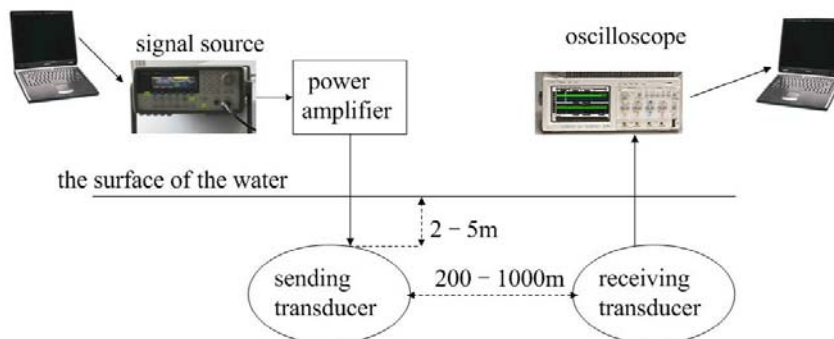 signal source
oscilloscope
power
amplifier
the surface of the water
2 − 5m
sending
transducer
200 − 1000m
receiving
transducer